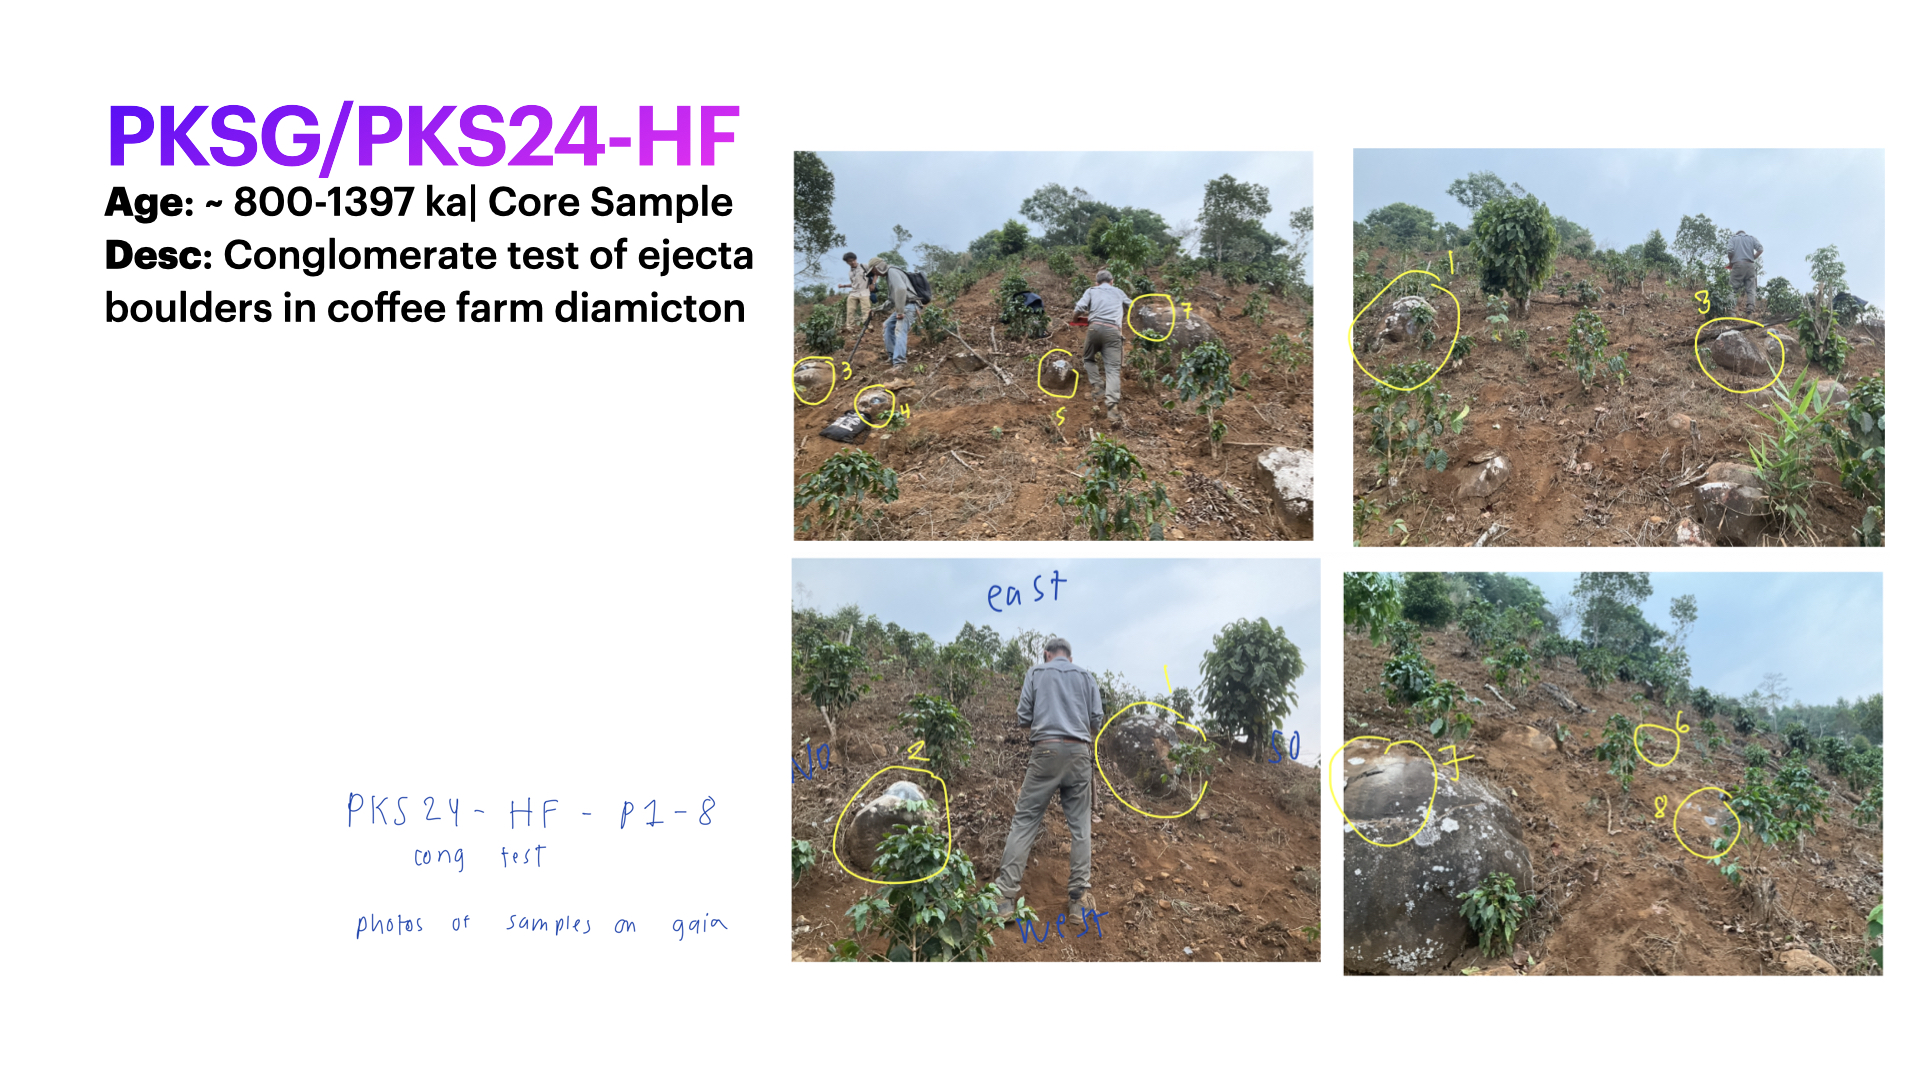 PKSG/PKS24-HF
Age: ~ 800-1397 ka| Core Sample
Desc: Conglomerate test of ejecta
boulders in coffee farm diamicton
3
4
5
7
1
3
east
1
2
NO
SO
west
6
7
8
PKS24 - HF - P1-8
cong test
photos of samples on gaia